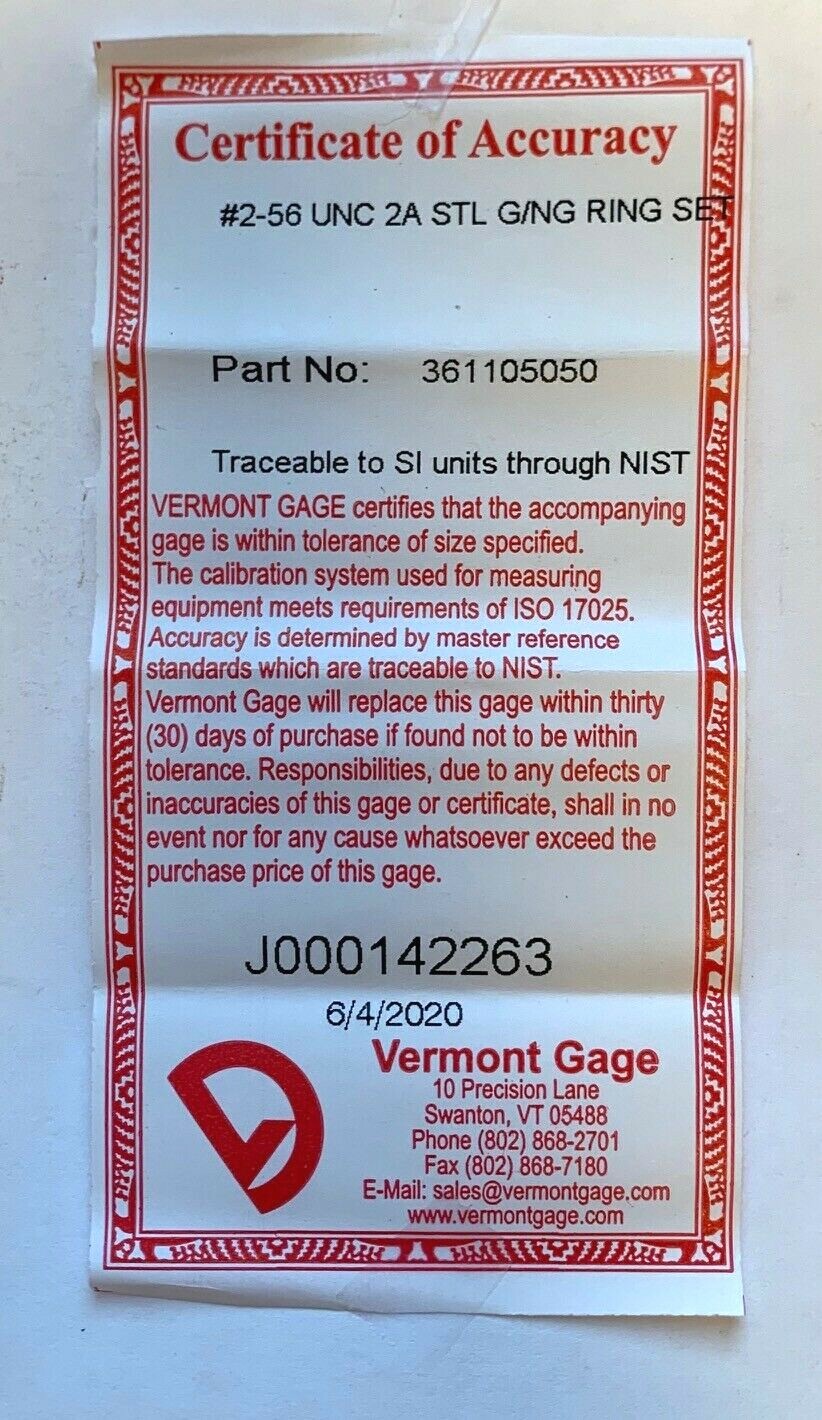 Certificate of Accuracy
#2-56 UNC 2A STL G/NG RING SET
Part No: 361105050
Traceable to SI units through NIST
VERMONT GAGE certifies that the accompanying
gage is within tolerance of size specified.
The calibration system used for measuring
equipment meets requirements of ISO 17025.
Accuracy is determined by master reference
standards which are traceable to NIST.
Vermont Gage will replace this gage within thirty
(30) days of purchase if found not to be within
tolerance. Responsibilities, due to any defects or
inaccuracies of this gage or certificate, shall in no
event nor for any cause whatsoever exceed the
purchase price of this gage.
J000142263
6/4/2020
Vermont Gage
10 Precision Lane
Swanton, VT 05488
Phone (802) 868-2701
Fax (802) 868-7180
E-Mail: sales@vermontgage.com
www.vermontgage.com